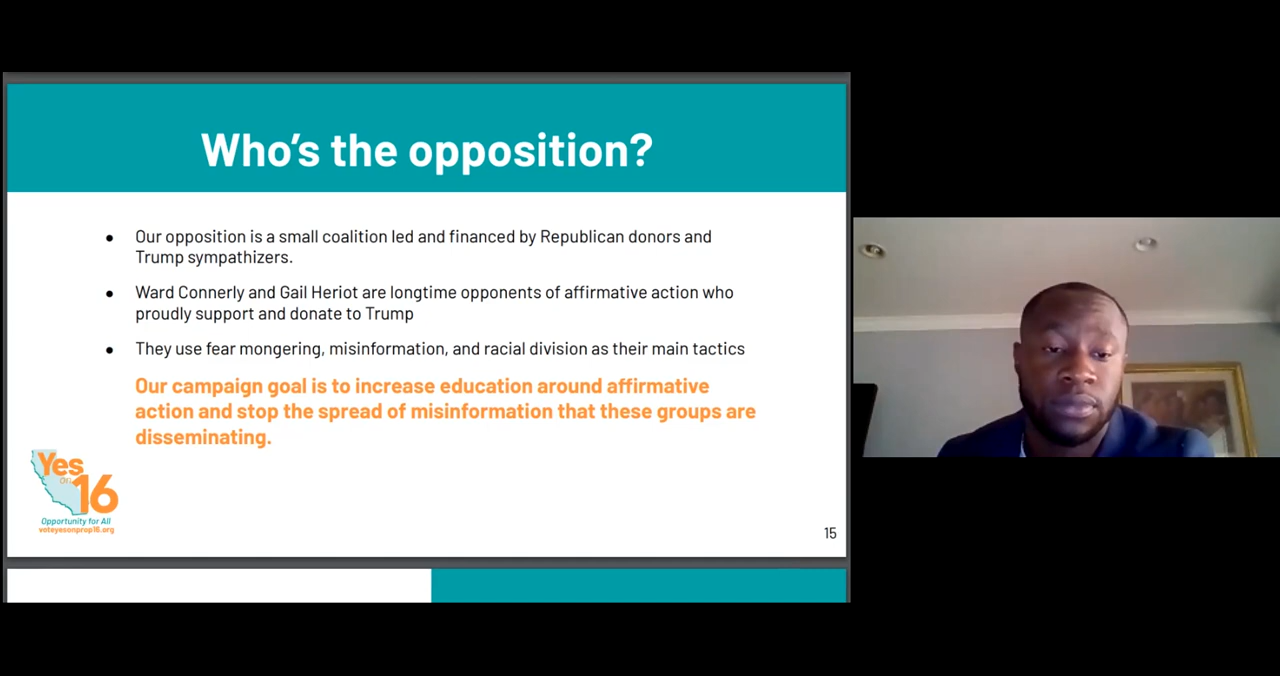 Who's the opposition?
● Our opposition is a small coalition led and financed by Republican donors and
Trump sympathizers.
● Ward Connerly and Gail Heriot are longtime opponents of affirmative action who
proudly support and donate to Trump
● They use fear mongering, misinformation, and racial division as their main tactics
Our campaign goal is to increase education around affirmative
action and stop the spread of misinformation that these groups are
disseminating.
Yes
On
16
Opportunity for All
voteyesonprop16.org
15